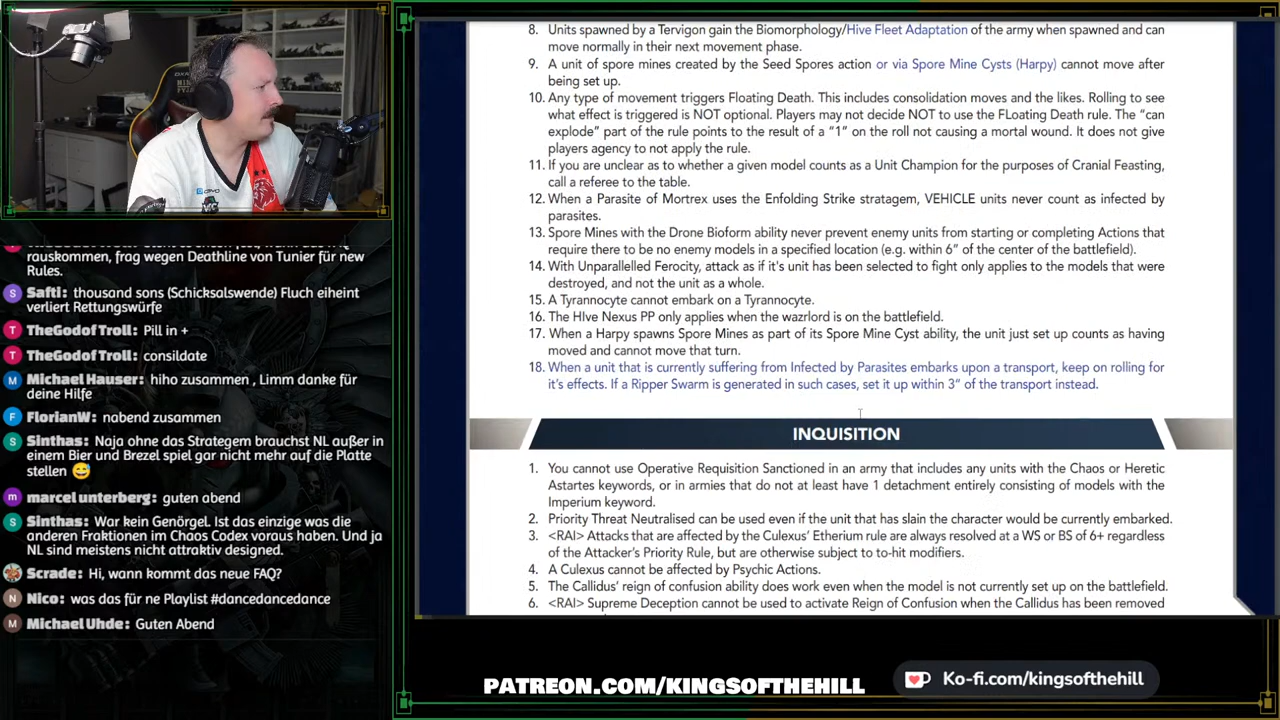 rauskommen, frag wegen Deathline von Tunier für new
Rules.
Safti: thousand sons (Schicksalswende) Fluch eiheint
verliert Rettungswürfe
TheGodofTroll: Pill in +
TheGodofTroll: consildate
Michael Hauser: hiho zusammen , Limm danke für
deine Hilfe
FlorianW: nabend zusammen
Sinthas: Naja ohne das Strategem brauchst NL außer in
einem Bier und Brezel spiel gar nicht mehr auf die Platte
stellen 😅
marcel unterberg: guten abend
Sinthas: War kein Genörgel. Ist das einzige was die
anderen Fraktionen im Chaos Codex voraus haben. Und ja
NL sind meistens nicht attraktiv designed.
Scrade: Hi, wann kommt das neue FAQ?
Nico: was das für ne Playlist #dancedancedance
Michael Uhde: Guten Abend
8. Units spawned by a Tervigon gain the Biomorphology/Hive Fleet Adaptation of the army when spawned and can
move normally in their next movement phase.
9. A unit of spore mines created by the Seed Spores action or via Spore Mine Cysts (Harpy) cannot move after
being set up.
10. Any type of movement triggers Floating Death. This includes consolidation moves and the likes. Rolling to see
what effect is triggered is NOT optional. Players may not decide NOT to use the FLoating Death rule. The "can
explode" part of the rule points to the result of a "1" on the roll not causing a mortal wound. It does not give
players agency to not apply the rule.
11. If you are unclear as to whether a given model counts as a Unit Champion for the purposes of Cranial Feasting,
call a referee to the table.
12. When a Parasite of Mortrex uses the Enfolding Strike stratagem, VEHICLE units never count as infected by
parasites.
13. Spore Mines with the Drone Bioform ability never prevent enemy units from starting or completing Actions that
require there to be no enemy models in a specified location (e.g. within 6" of the center of the battlefield).
14. With Unparallelled Ferocity, attack as if it's unit has been selected to fight only applies to the models that were
destroyed, and not the unit as a whole.
15. A Tyrannocyte cannot embark on a Tyrannocyte.
16. The HIve Nexus PP only applies when the wazrlord is on the battlefield.
17. When a Harpy spawns Spore Mines as part of its Spore Mine Cyst ability, the unit just set up counts as having
moved and cannot move that turn.
18. When a unit that is currently suffering from Infected by Parasites embarks upon a transport, keep on rolling for
it's effects. If a Ripper Swarm is generated in such cases, set it up within 3" of the transport instead.
INQUISITION
1. You cannot use Operative Requisition Sanctioned in an army that includes any units with the Chaos or Heretic
Astartes keywords, or in armies that do not at least have 1 detachment entirely consisting of models with the
Imperium keyword.
2. Priority Threat Neutralised can be used even if the unit that has slain the character would be currently embarked.
3. <RAI> Attacks that are affected by the Culexus' Etherium rule are always resolved at a WS or BS of 6+ regardless
of the Attacker's Priority Rule, but are otherwise subject to to-hit modifiers.
4. A Culexus cannot be affected by Psychic Actions.
5. The Callidus' reign of confusion ability does work even when the model is not currently set up on the battlefield.
6. <RAI> Supreme Deception cannot be used to activate Reign of Confusion when the Callidus has been removed
PATREON.COM/KINGSOFTHEHILL
Ko-fi.com/kingsofthehill